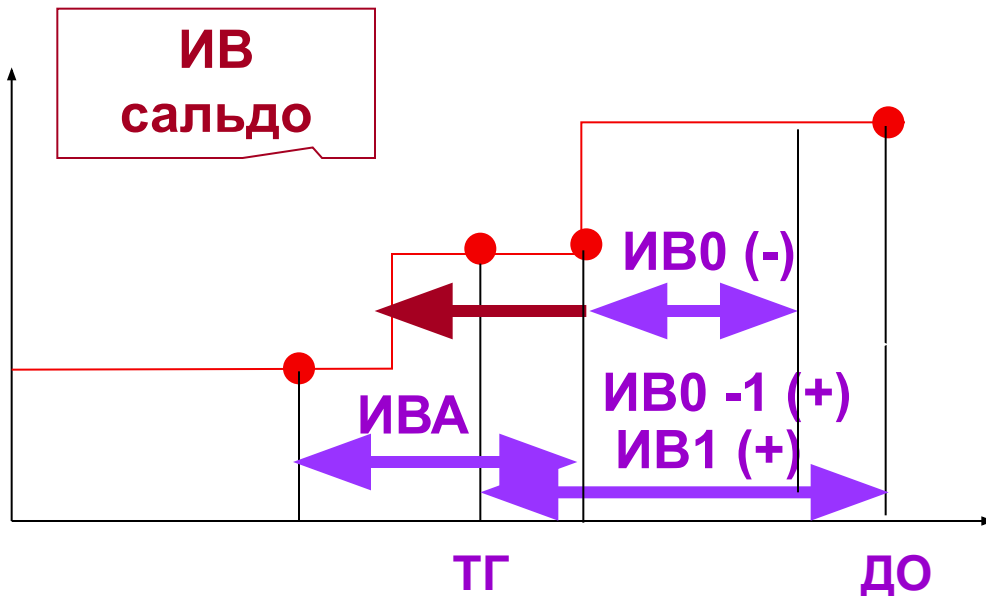 ИВ
сальдо
ИВ0 (-)
ИВ0 -1 (+)
ИВ1 (+)
ИВА
ТГ
ДО